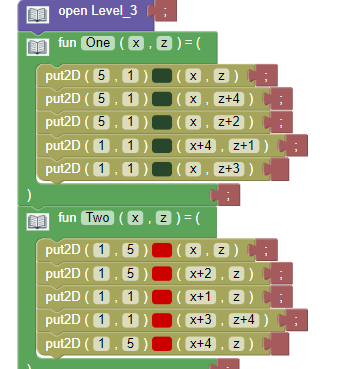 open Level_3 ;
fun One ( x , z ) = (
put2D ( 5 , 1 ) ( x , z ) ;
put2D ( 5 , 1 ) ( x , z+4 ) ;
put2D ( 5 , 1 ) ( x , z+2 ) ;
put2D ( 1 , 1 ) ( x+4 , z+1 ) ;
put2D ( 1 , 1 ) ( x , z+3 ) ;
) ;
fun Two ( x , z ) = (
put2D ( 1 , 5 ) ( x , z ) ;
put2D ( 1 , 5 ) ( x+2 , z ) ;
put2D ( 1 , 1 ) ( x+1 , z ) ;
put2D ( 1 , 1 ) ( x+3 , z+4 ) ;
put2D ( 1 , 5 ) ( x+4 , z ) ;
) ;